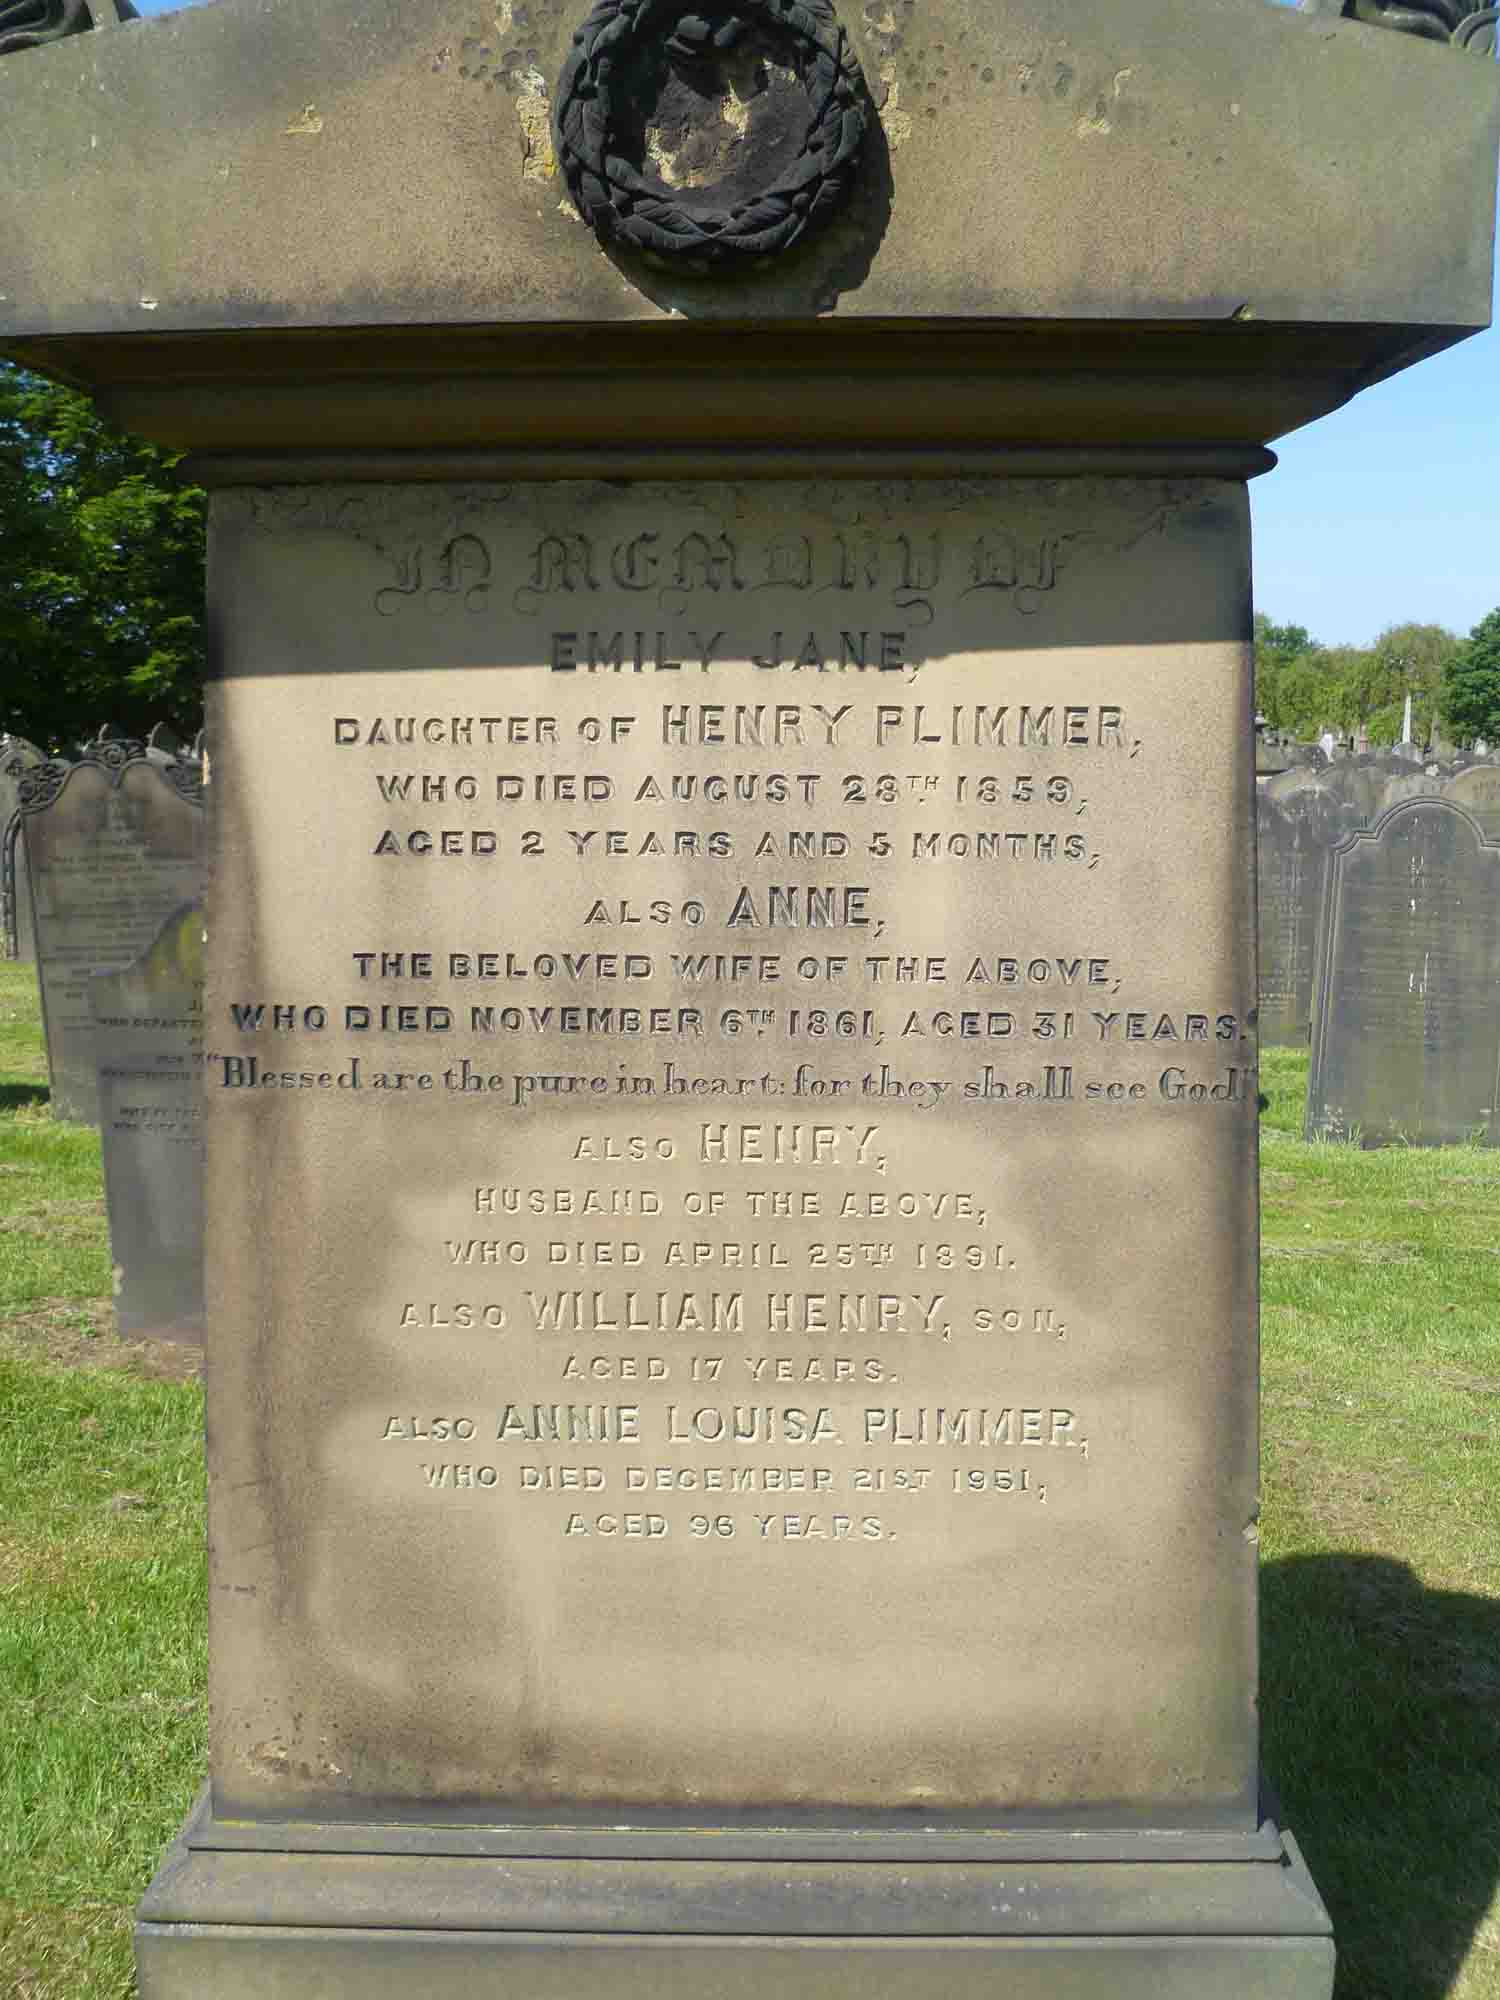 IN MEMORY OF
EMILY JANE,
DAUGHTER OF HENRY PLIMMER,
WHO DIED AUGUST 28TH 1859,
AGED 2 YEARS AND 5 MONTHS,
ALSO ANNE,
THE BELOVED WIFE OF THE ABOVE,
WHO DIED NOVEMBER 6TH 1861, AGED 31 YEARS.
"Blessed are the pure in heart: for they shall see God."
ALSO HENRY,
HUSBAND OF THE ABOVE,
WHO DIED APRIL 25TH 1891.
ALSO WILLIAM HENRY, SON,
AGED 17 YEARS.
ALSO ANNIE LOUISA PLIMMER,
WHO DIED DECEMBER 21ST 1951,
AGED 96 YEARS.